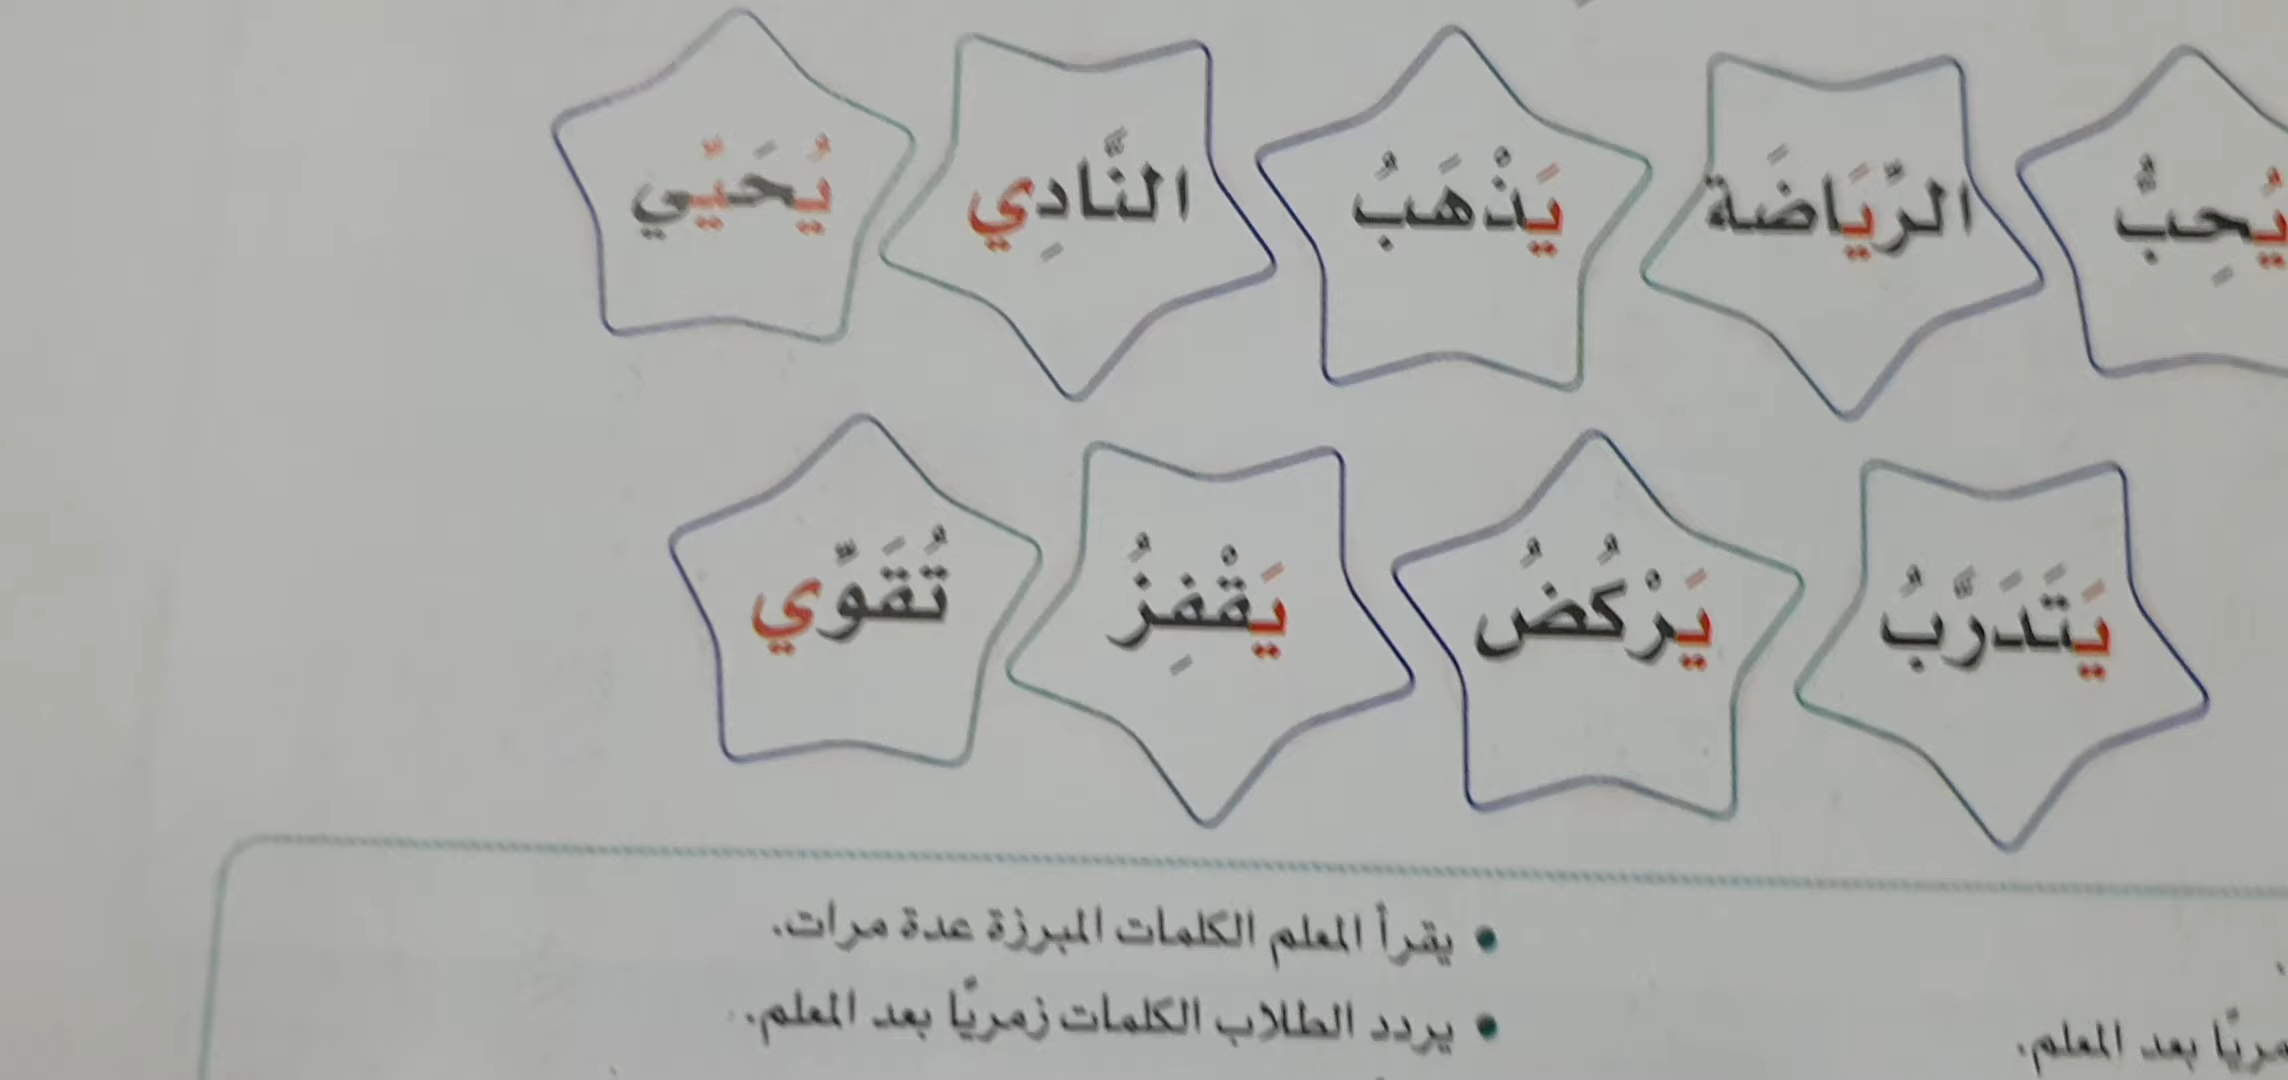 يُحِبُّ الرِّيَاضَة يَذْهَبُ النَّادِي يُحَيِّي
يَتَدَرَّبُ يَرْكُضُ يَقْفِزُ تُقَوِّي
• يقرأ المعلم الكلمات المبرزة عدة مرات.
• يردد الطلاب الكلمات زمريًا بعد المعلم.
بعد المعلم.